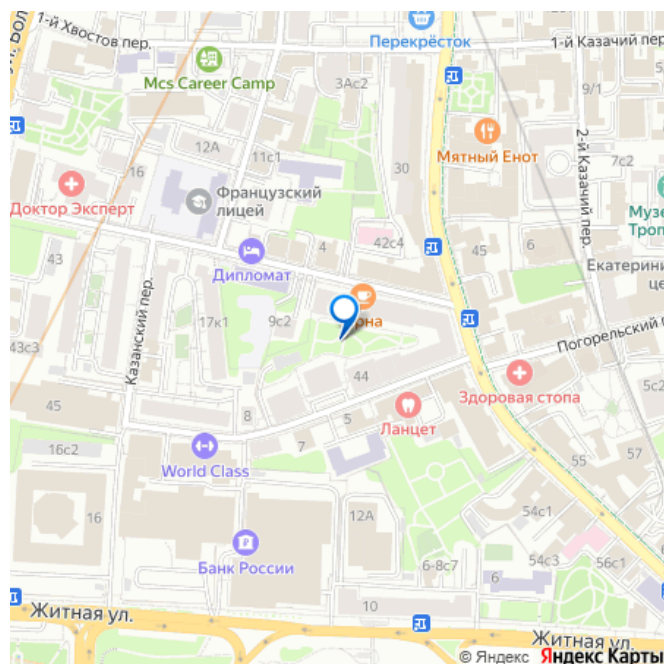 1-й Хвостов пер.
Перекрёсток
1-й Казачий пер.
Mcs Career Camp
3Ас2
9/1
12А
11с1
Мятный Енот
2-й Казачий пер.
16
30
7с2
Доктор Эксперт
Французский
лицей
Музе
Троп
43
4
42с4
45
6
Дипломат
Екатерини
це
Казанский пер.
17к1
9с2
43с3
Погорельский п
44
Здоровая стопа
5с2
45
8
5
Ланцет
16с2
7
World Class
55
57
16
54с1
12А
Банк России
6-8с7
54с3
56с1
6
10
Житная ул.
Житная ул.
© Яндекс Яндекс Карты